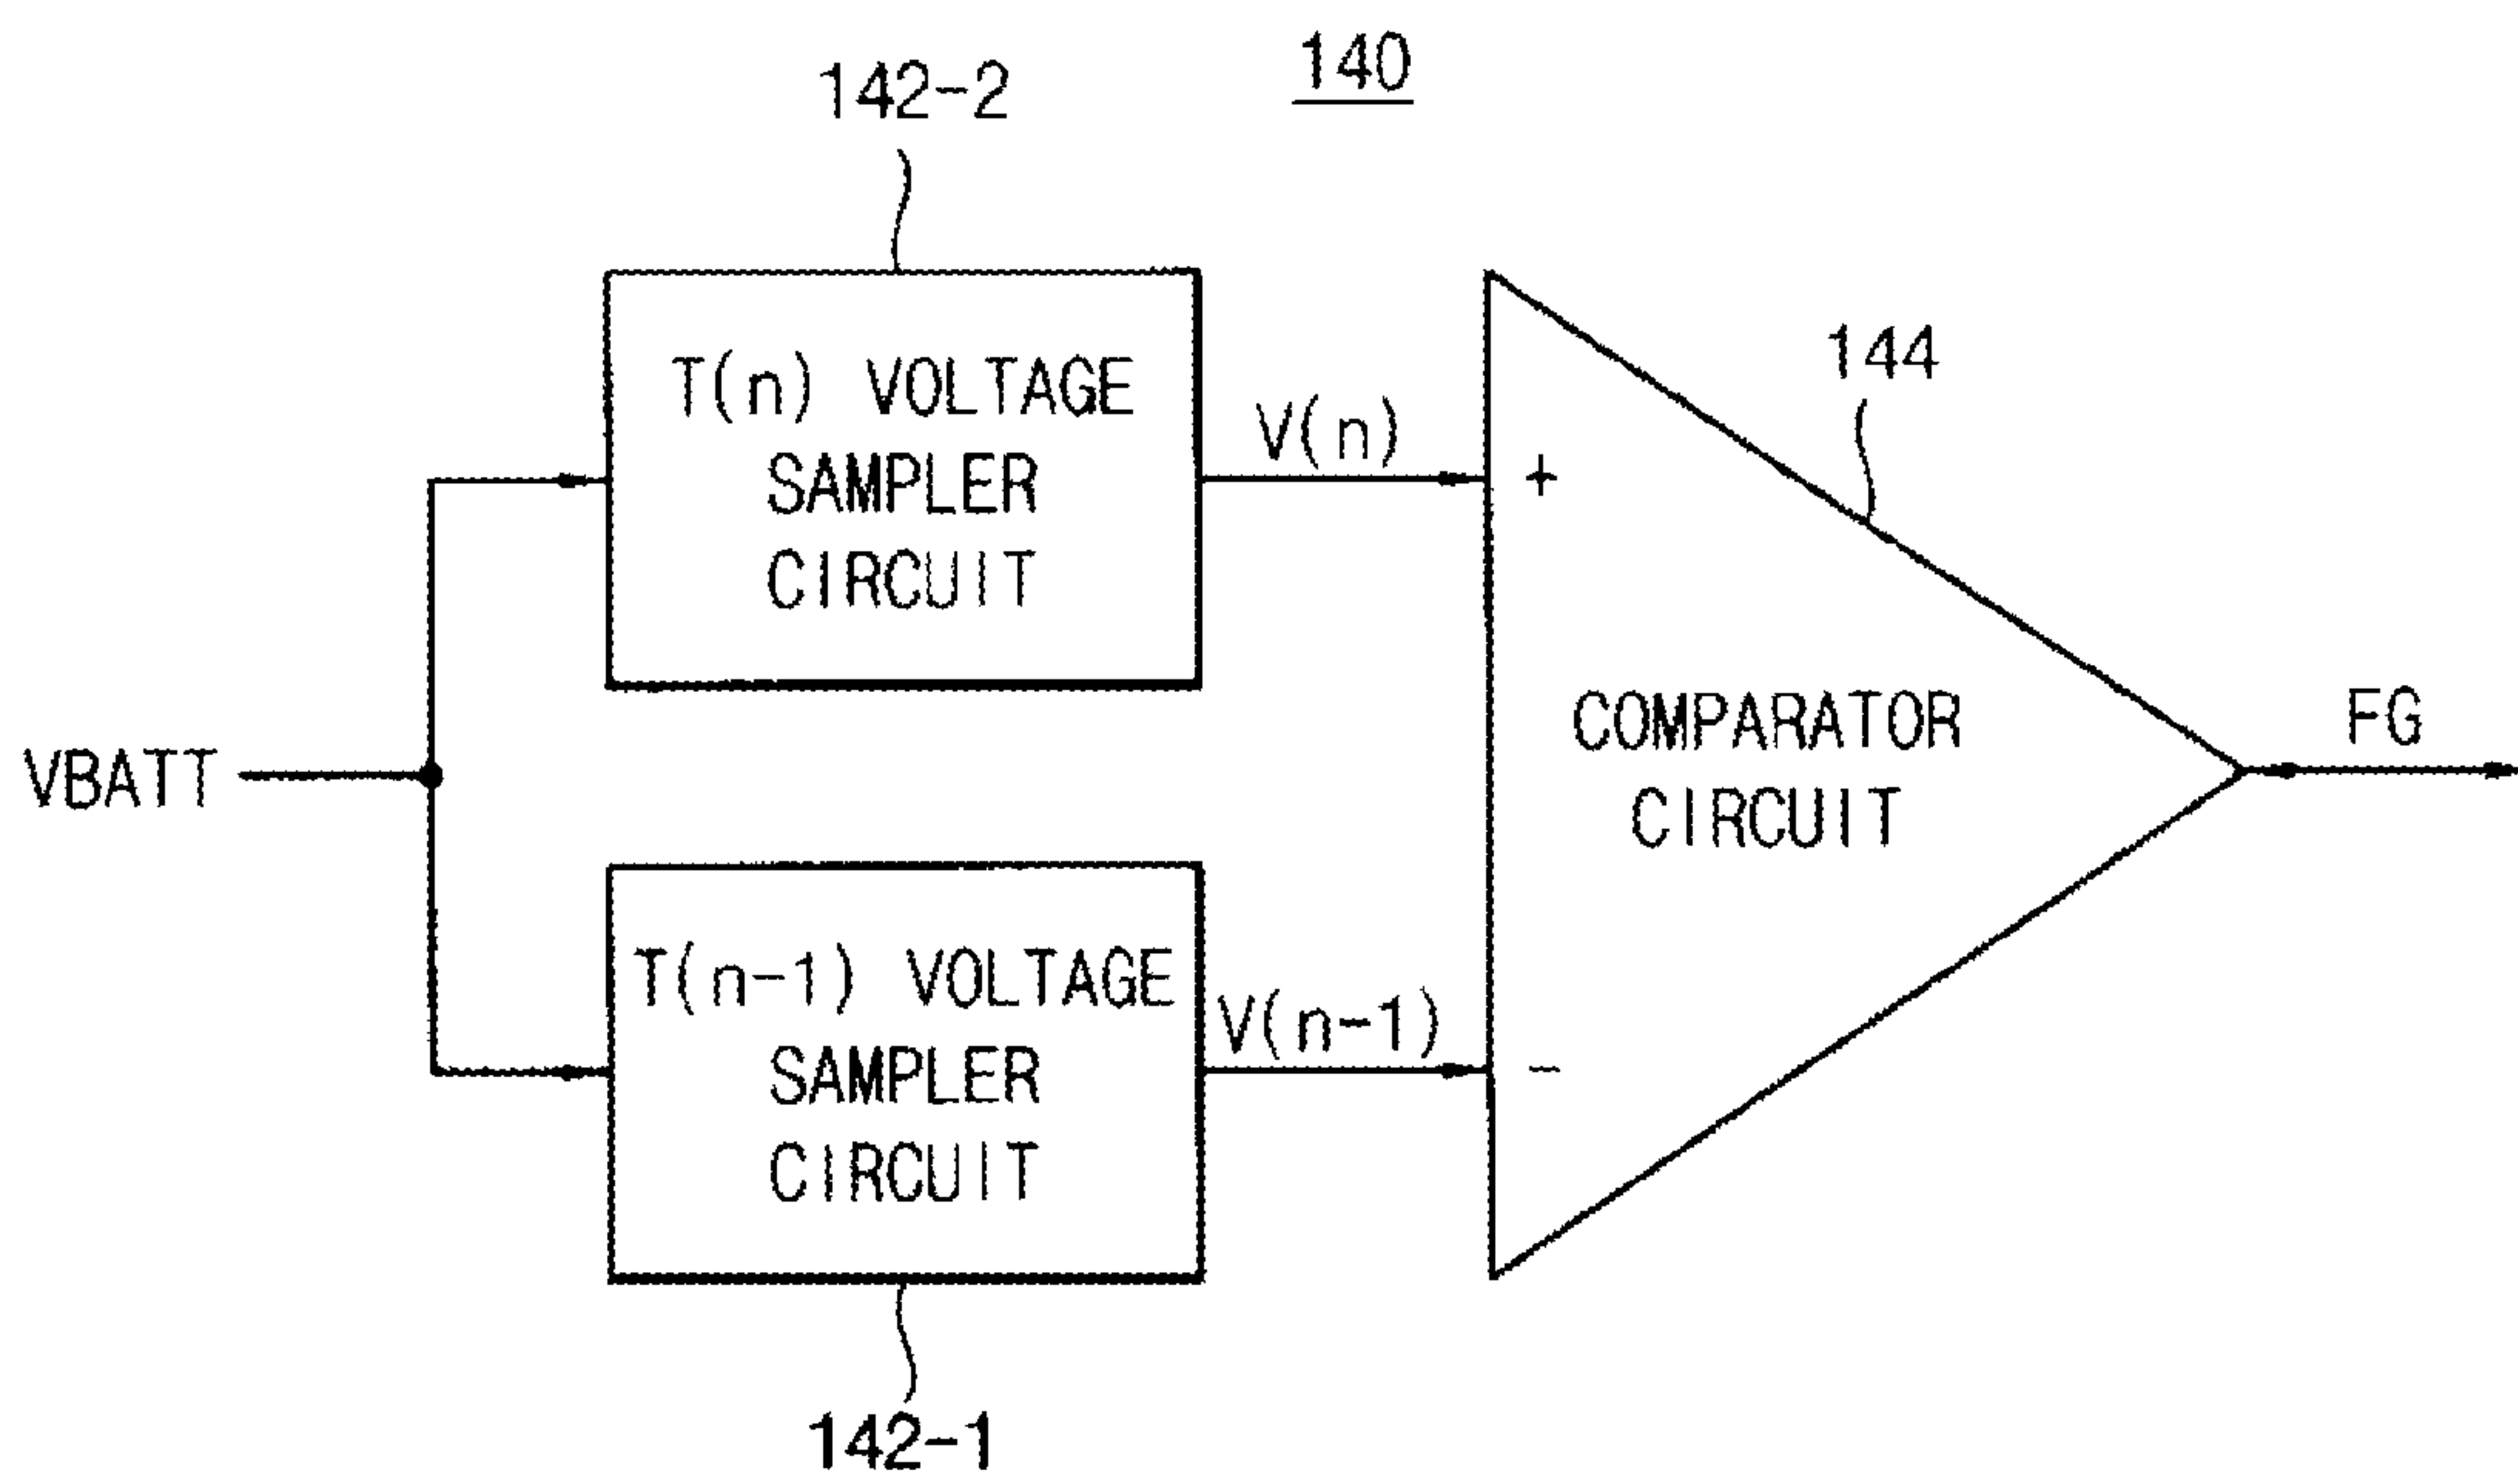 140
142-2
T(n) VOLTAGE
SAMPLER
CIRCUIT
V(n)
+
144
VBATT
COMPARATOR
CIRCUIT
FG
T(n-1) VOLTAGE
SAMPLER
CIRCUIT
V(n-1)
-
142-1